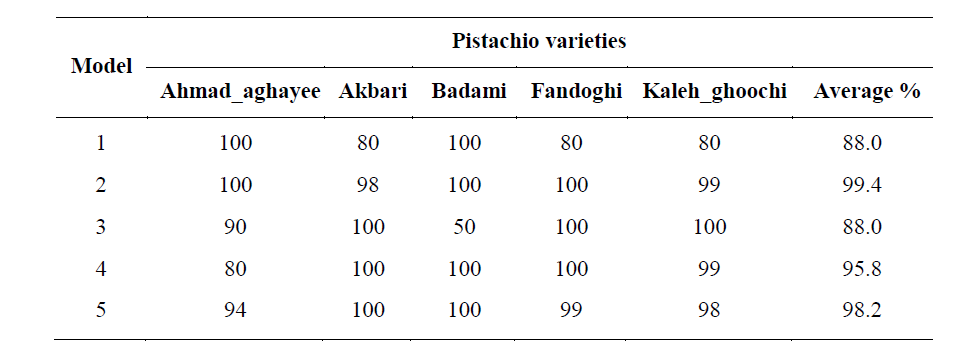 Pistachio varieties
Model
Ahmad_aghayee Akbari Badami Fandoghi Kaleh_ghoochi Average %
1 100 80 100 80 80 88.0
2 100 98 100 100 99 99.4
3 90 100 50 100 100 88.0
4 80 100 100 100 99 95.8
5 94 100 100 99 98 98.2